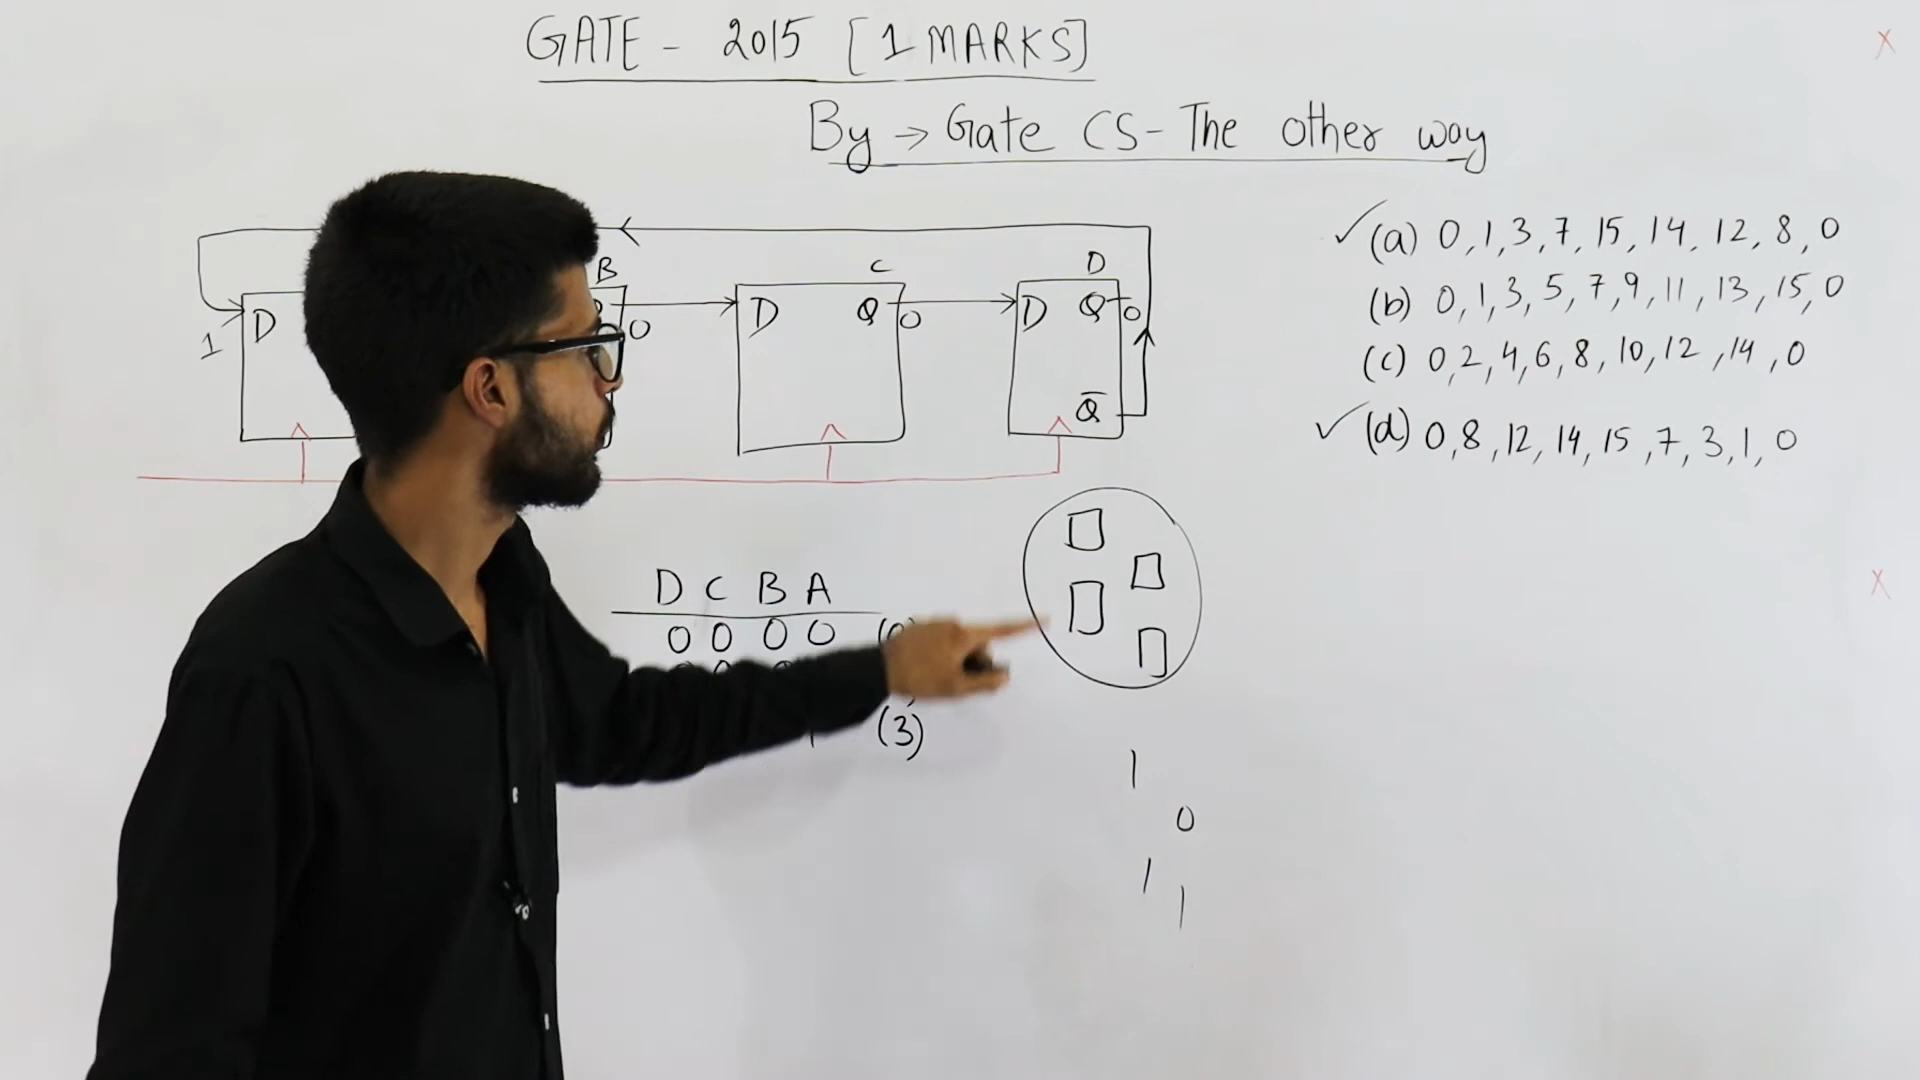 GATE - 2015 [1 MARKS]
By → Gate CS - The other way
B C D
1 D 0 D Q 0 D Q 0
Q̅
(a) 0,1,3,7,15,14,12,8,0
(b) 0,1,3,5,7,9,11,13,15,0
(c) 0,2,4,6,8,10,12,14,0
(d) 0,8,12,14,15,7,3,1,0
D C B A
0 0 0 0
1 (3)
1
0
1
1
X
X